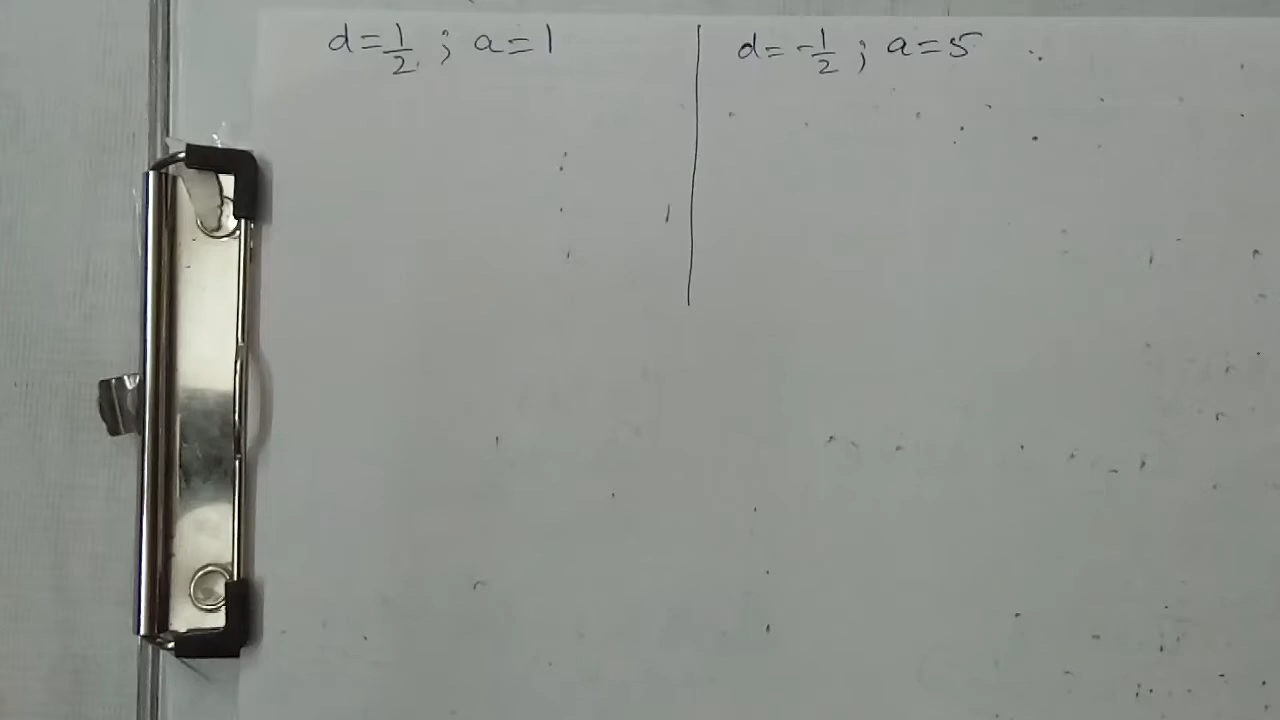 d=1/2 ; a=1
d=-1/2 ; a=5